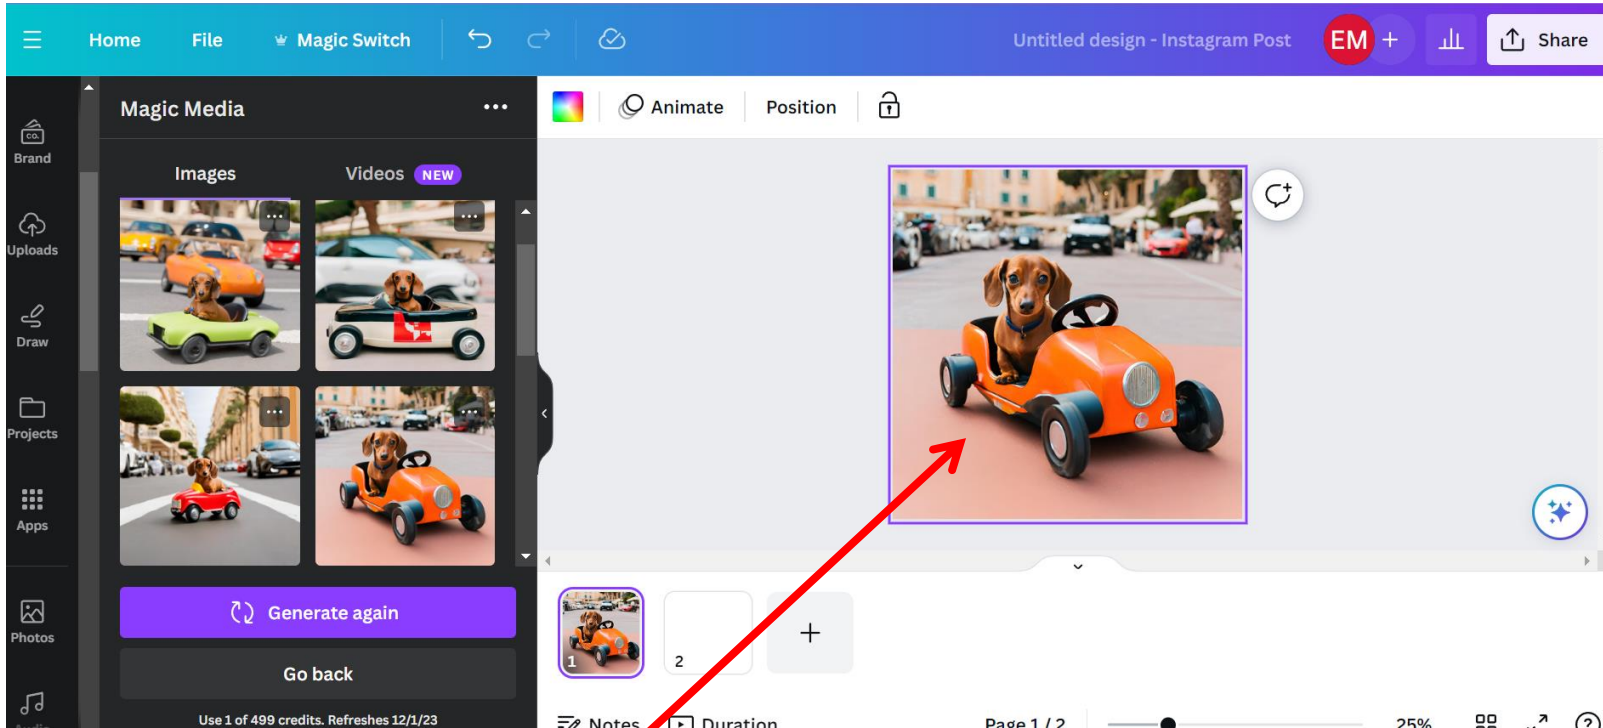 Home File Magic Switch Untitled design - Instagram Post EM + Share
Brand
Uploads
Draw
Projects
Apps
Photos
Audio
Magic Media ...
Images Videos NEW
Generate again
Go back
Use 1 of 499 credits. Refreshes 12/1/23
Animate Position
CO.
1 2 +
Notes Duration Page 1 / 2 25%